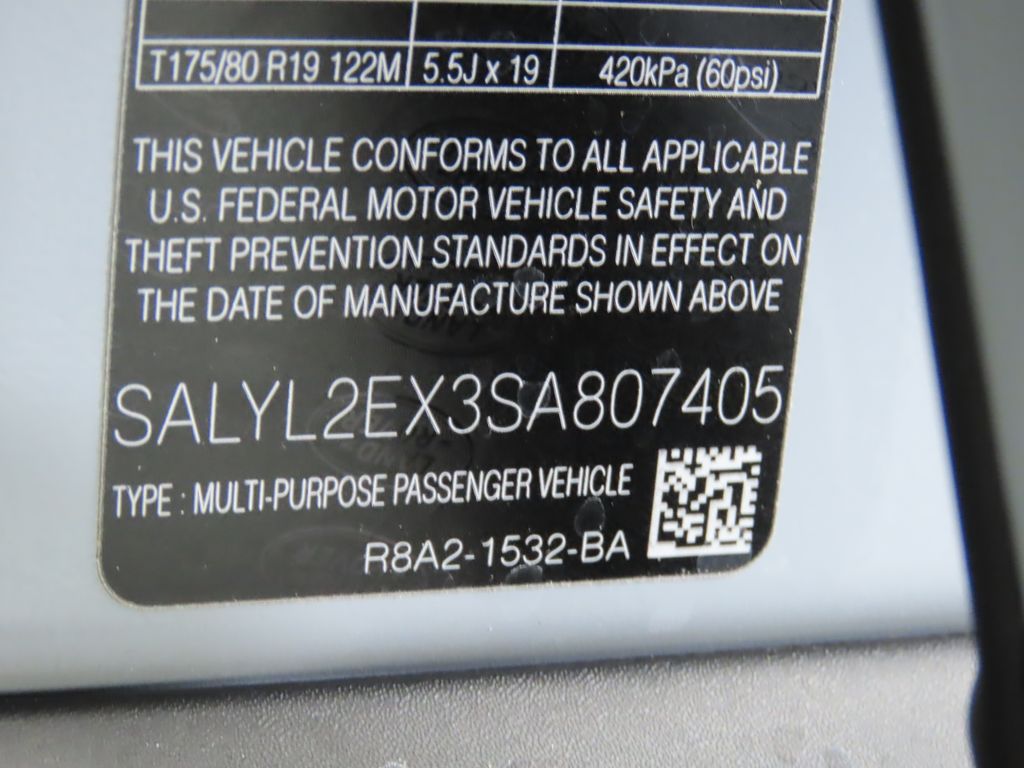 T175/80 R19 122M 5.5J x 19 420kPa (60psi)
THIS VEHICLE CONFORMS TO ALL APPLICABLE
U.S. FEDERAL MOTOR VEHICLE SAFETY AND
THEFT PREVENTION STANDARDS IN EFFECT ON
THE DATE OF MANUFACTURE SHOWN ABOVE
SALYL2EX3SA807405
TYPE : MULTI-PURPOSE PASSENGER VEHICLE
R8A2-1532-BA